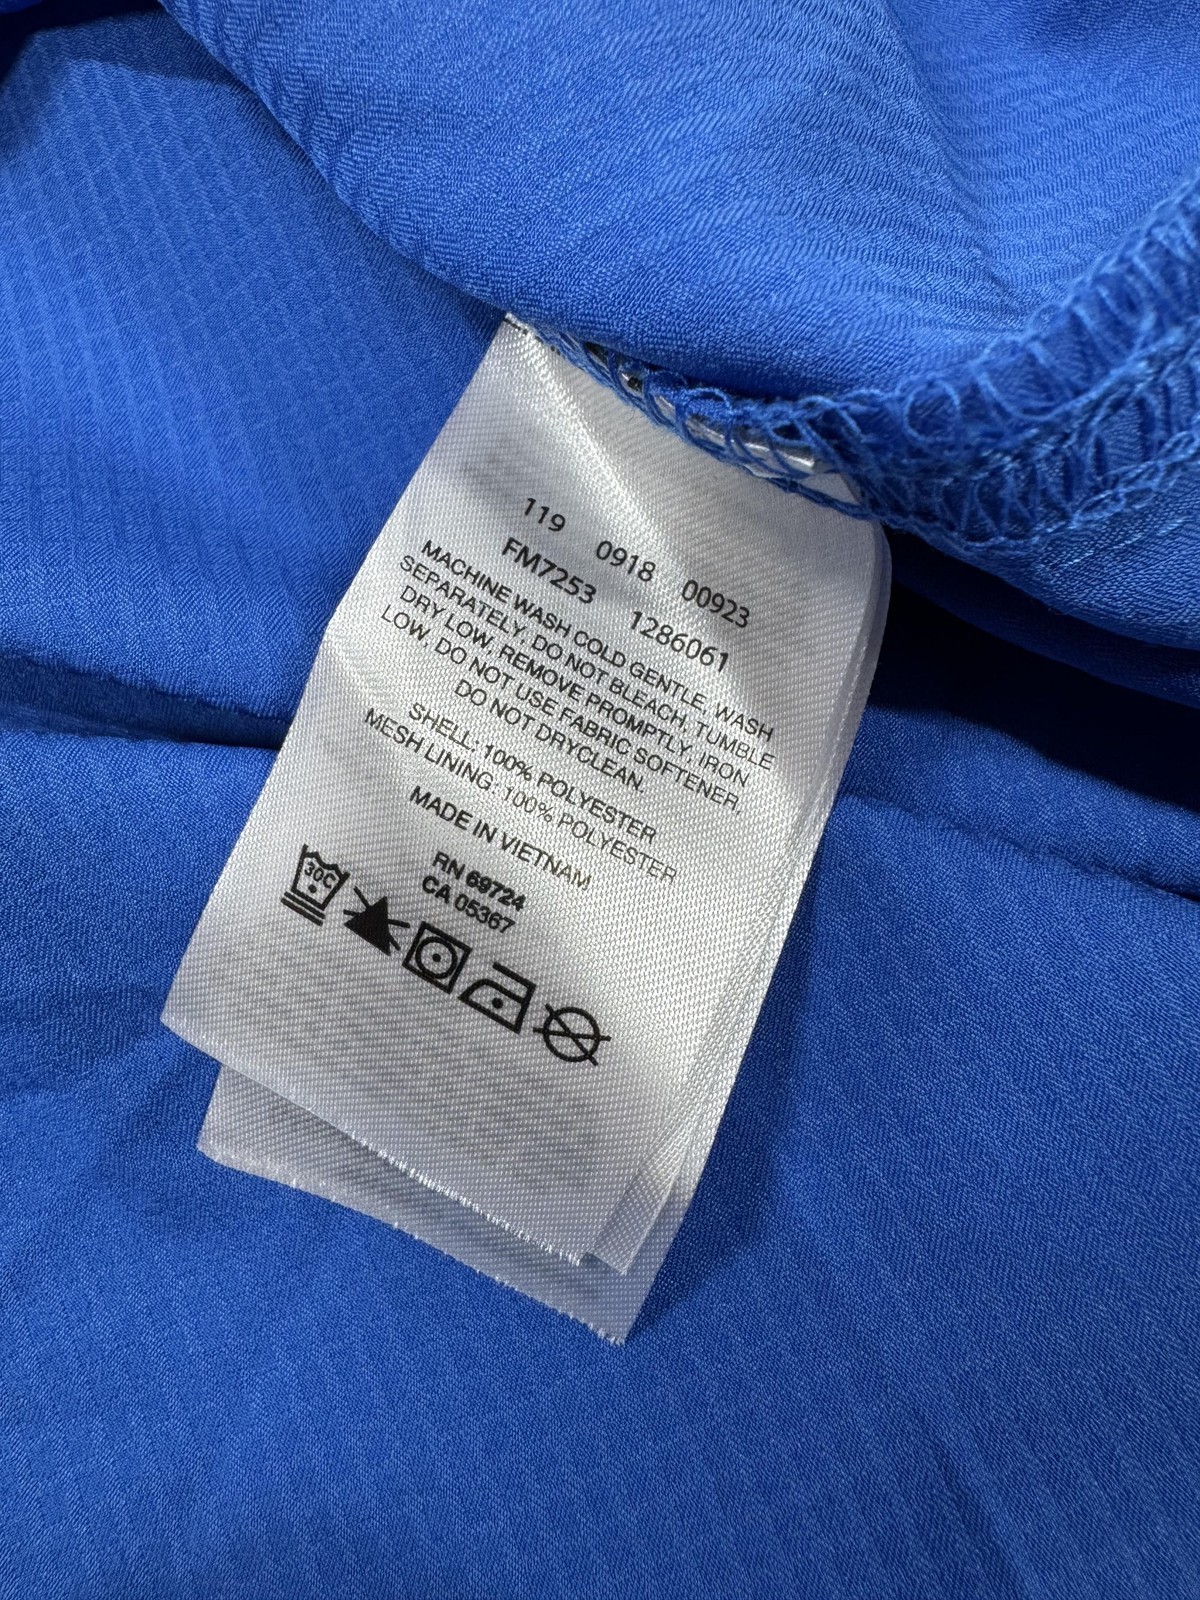 119 0918 00923
FM7253 1286061
MACHINE WASH COLD GENTLE, WASH
SEPARATELY, DO NOT BLEACH, TUMBLE
DRY LOW, REMOVE PROMPTLY, IRON
LOW, DO NOT USE FABRIC SOFTENER,
DO NOT DRYCLEAN.
SHELL: 100% POLYESTER
MESH LINING: 100% POLYESTER
MADE IN VIETNAM
RN 69724
CA 05367
30C